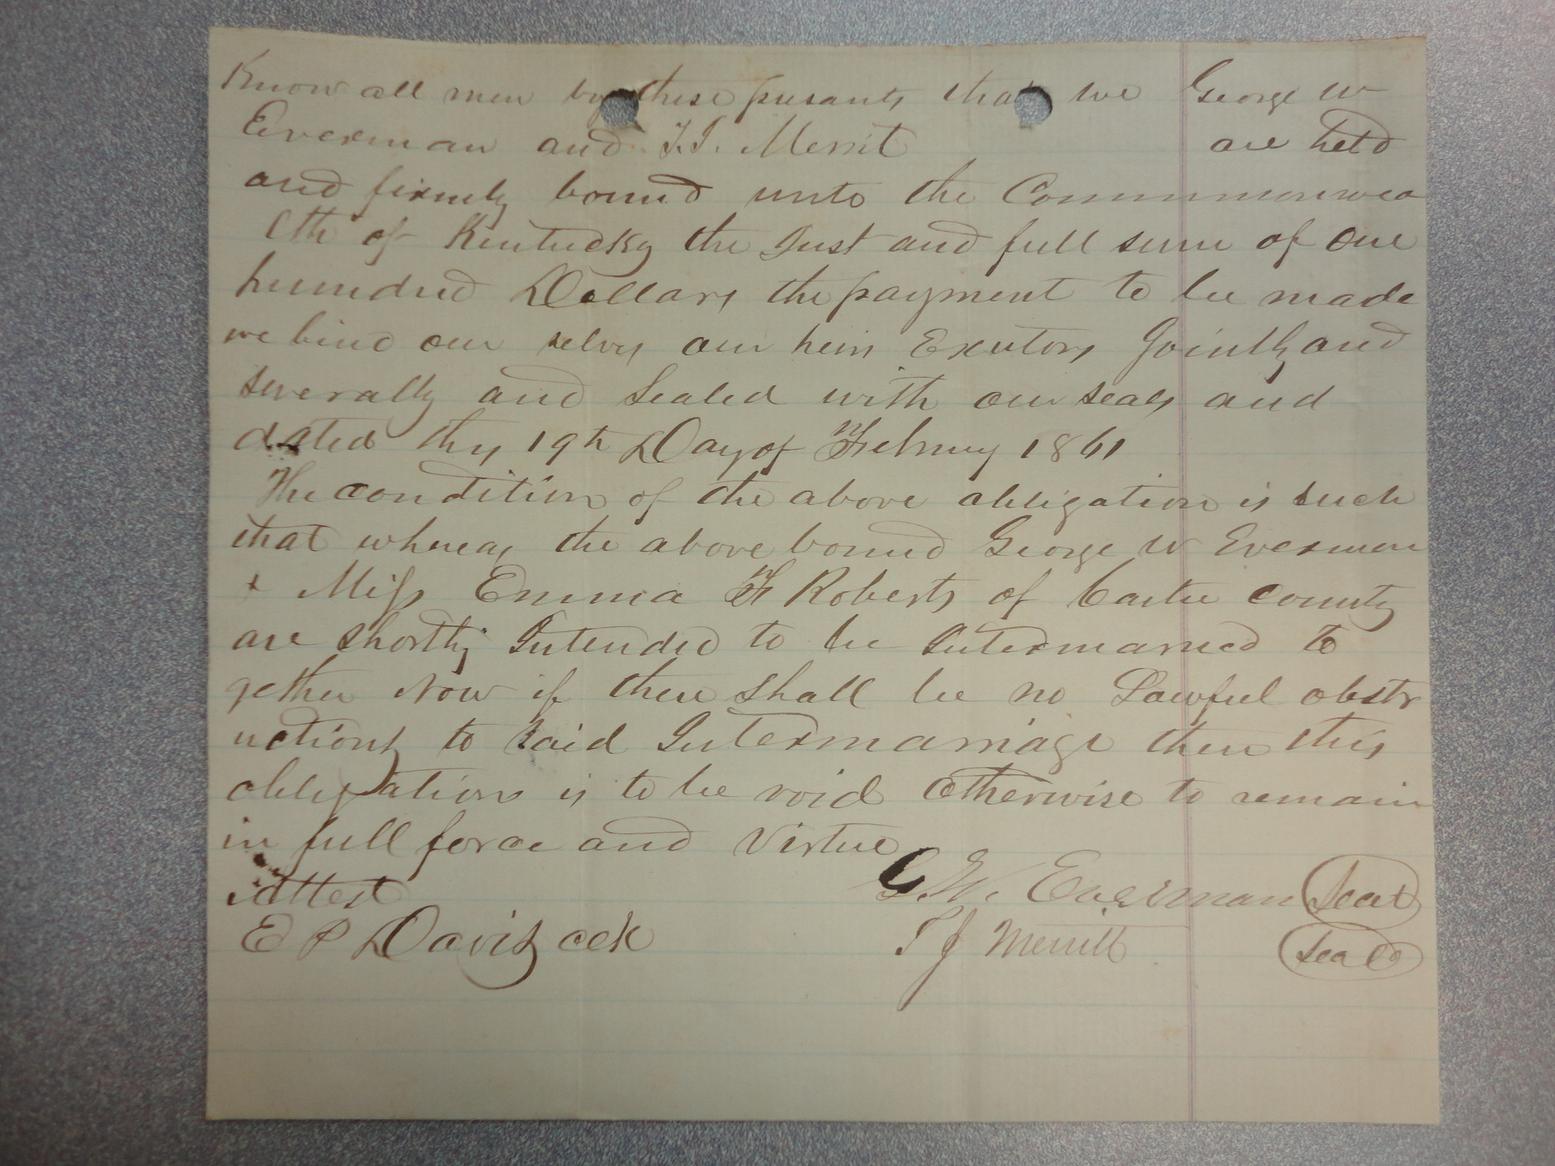 Know all men by these presants that we George W
Everman and T.J. Merrit are held
and firmly bound unto the Commmonwea
lth of Kentucky the Just and full sum of one
hundred Dollars the payment to be made
we bind our selvs our heirs Exutors Jointly and
severally and Sealed with our seals and
dated this 19th Day of February 1861
The condition of the above obligation is such
that whereas the above bound George W Everman
& Miss Emma F Roberts of Carter County
are shortly Intended to be Intermarried to
gether Now if there shall be no Lawful obstr
uctions to said Intermarriage then this
obligations is to be void Otherwise to remain
in full force and Virtue
Attest G.W. Everman Seal
E P Davis cck T J Merritt Seal